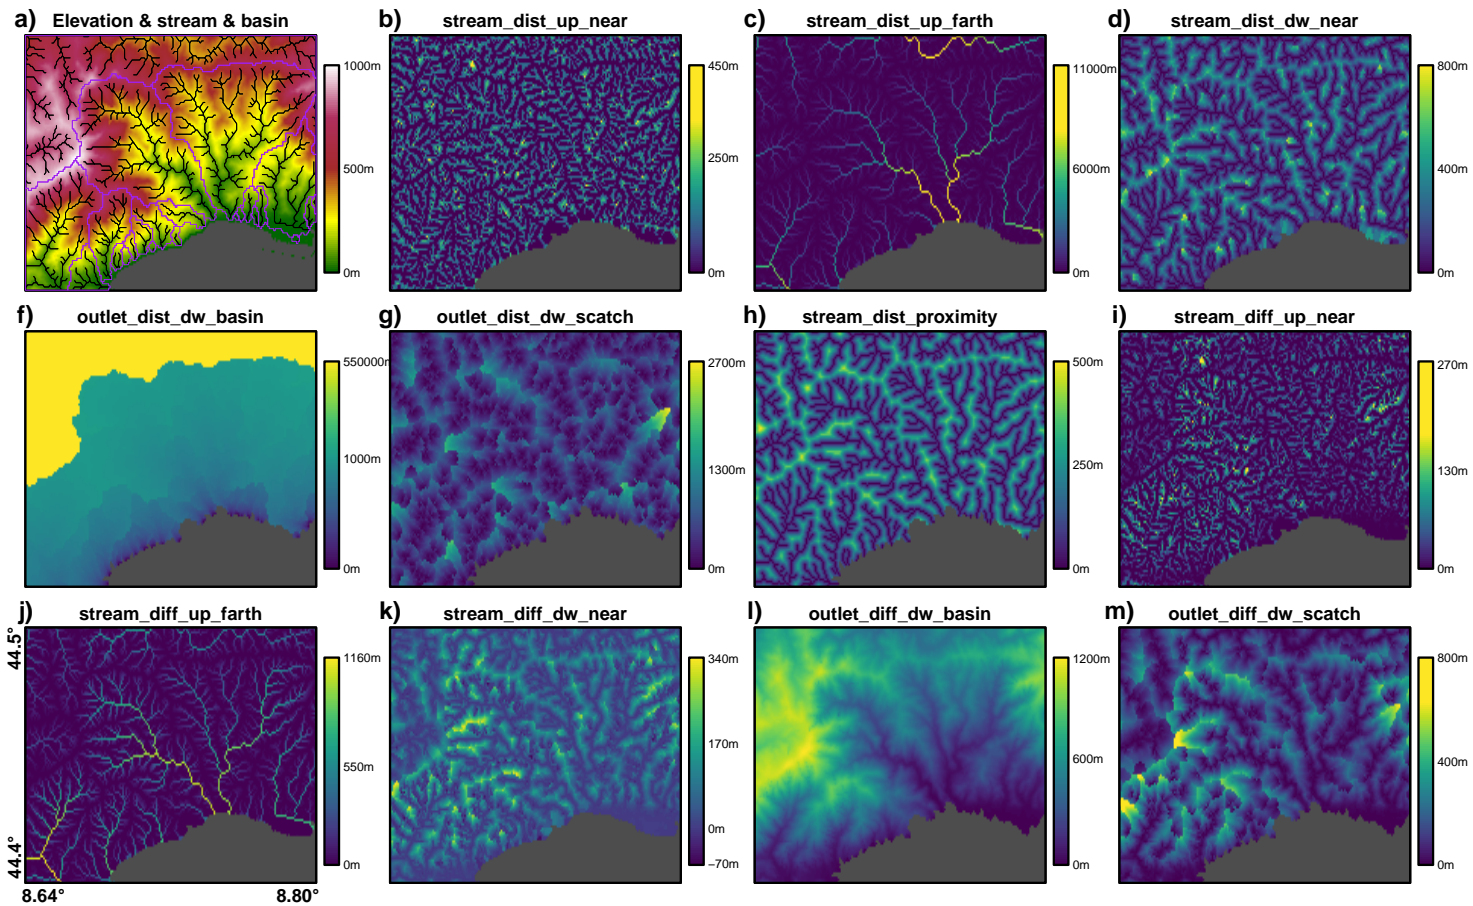 a) Elevation & stream & basin
1000m
500m
0m
b) stream_dist_up_near
450m
250m
0m
c) stream_dist_up_farth
11000m
6000m
0m
d) stream_dist_dw_near
800m
400m
0m
f) outlet_dist_dw_basin
550000m
1000m
0m
g) outlet_dist_dw_scatch
2700m
1300m
0m
h) stream_dist_proximity
500m
250m
0m
i) stream_diff_up_near
270m
130m
0m
j) stream_diff_up_farth
1160m
550m
0m
44.5°
44.4°
8.64°
8.80°
k) stream_diff_dw_near
340m
170m
0m
−70m
l) outlet_diff_dw_basin
1200m
600m
0m
m) outlet_diff_dw_scatch
800m
400m
0m